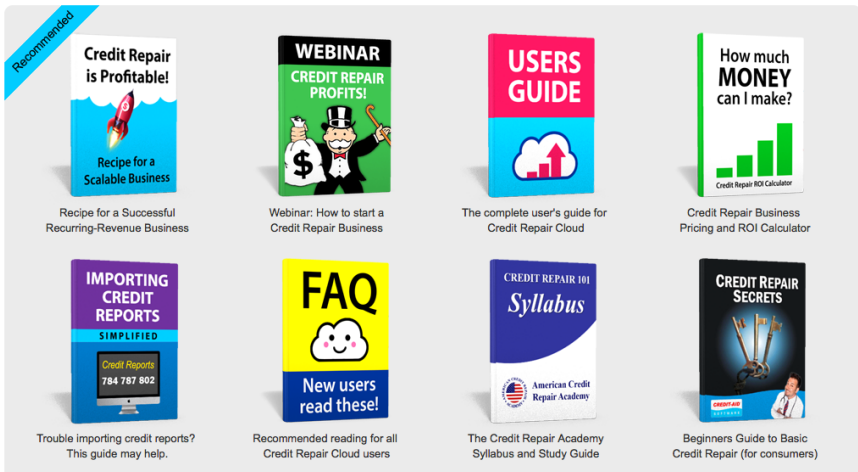 Recommended
Credit Repair
is Profitable!
Recipe for a
Scalable Business
Recipe for a Successful
Recurring-Revenue Business
WEBINAR
CREDIT REPAIR
PROFITS!
$
Webinar: How to start a
Credit Repair Business
USERS
GUIDE
The complete user's guide for
Credit Repair Cloud
How much
MONEY
can I make?
Credit Repair ROI Calculator
Credit Repair Business
Pricing and ROI Calculator
IMPORTING
CREDIT
REPORTS
SIMPLIFIED
Credit Reports
784 787 802
Trouble importing credit reports?
This guide may help.
FAQ
New users
read these!
Recommended reading for all
Credit Repair Cloud users
CREDIT REPAIR 101
Syllabus
American Credit
Repair Academy
The Credit Repair Academy
Syllabus and Study Guide
CREDIT REPAIR
SECRETS
CREDIT-AID
SOFTWARE
Beginners Guide to Basic
Credit Repair (for consumers)